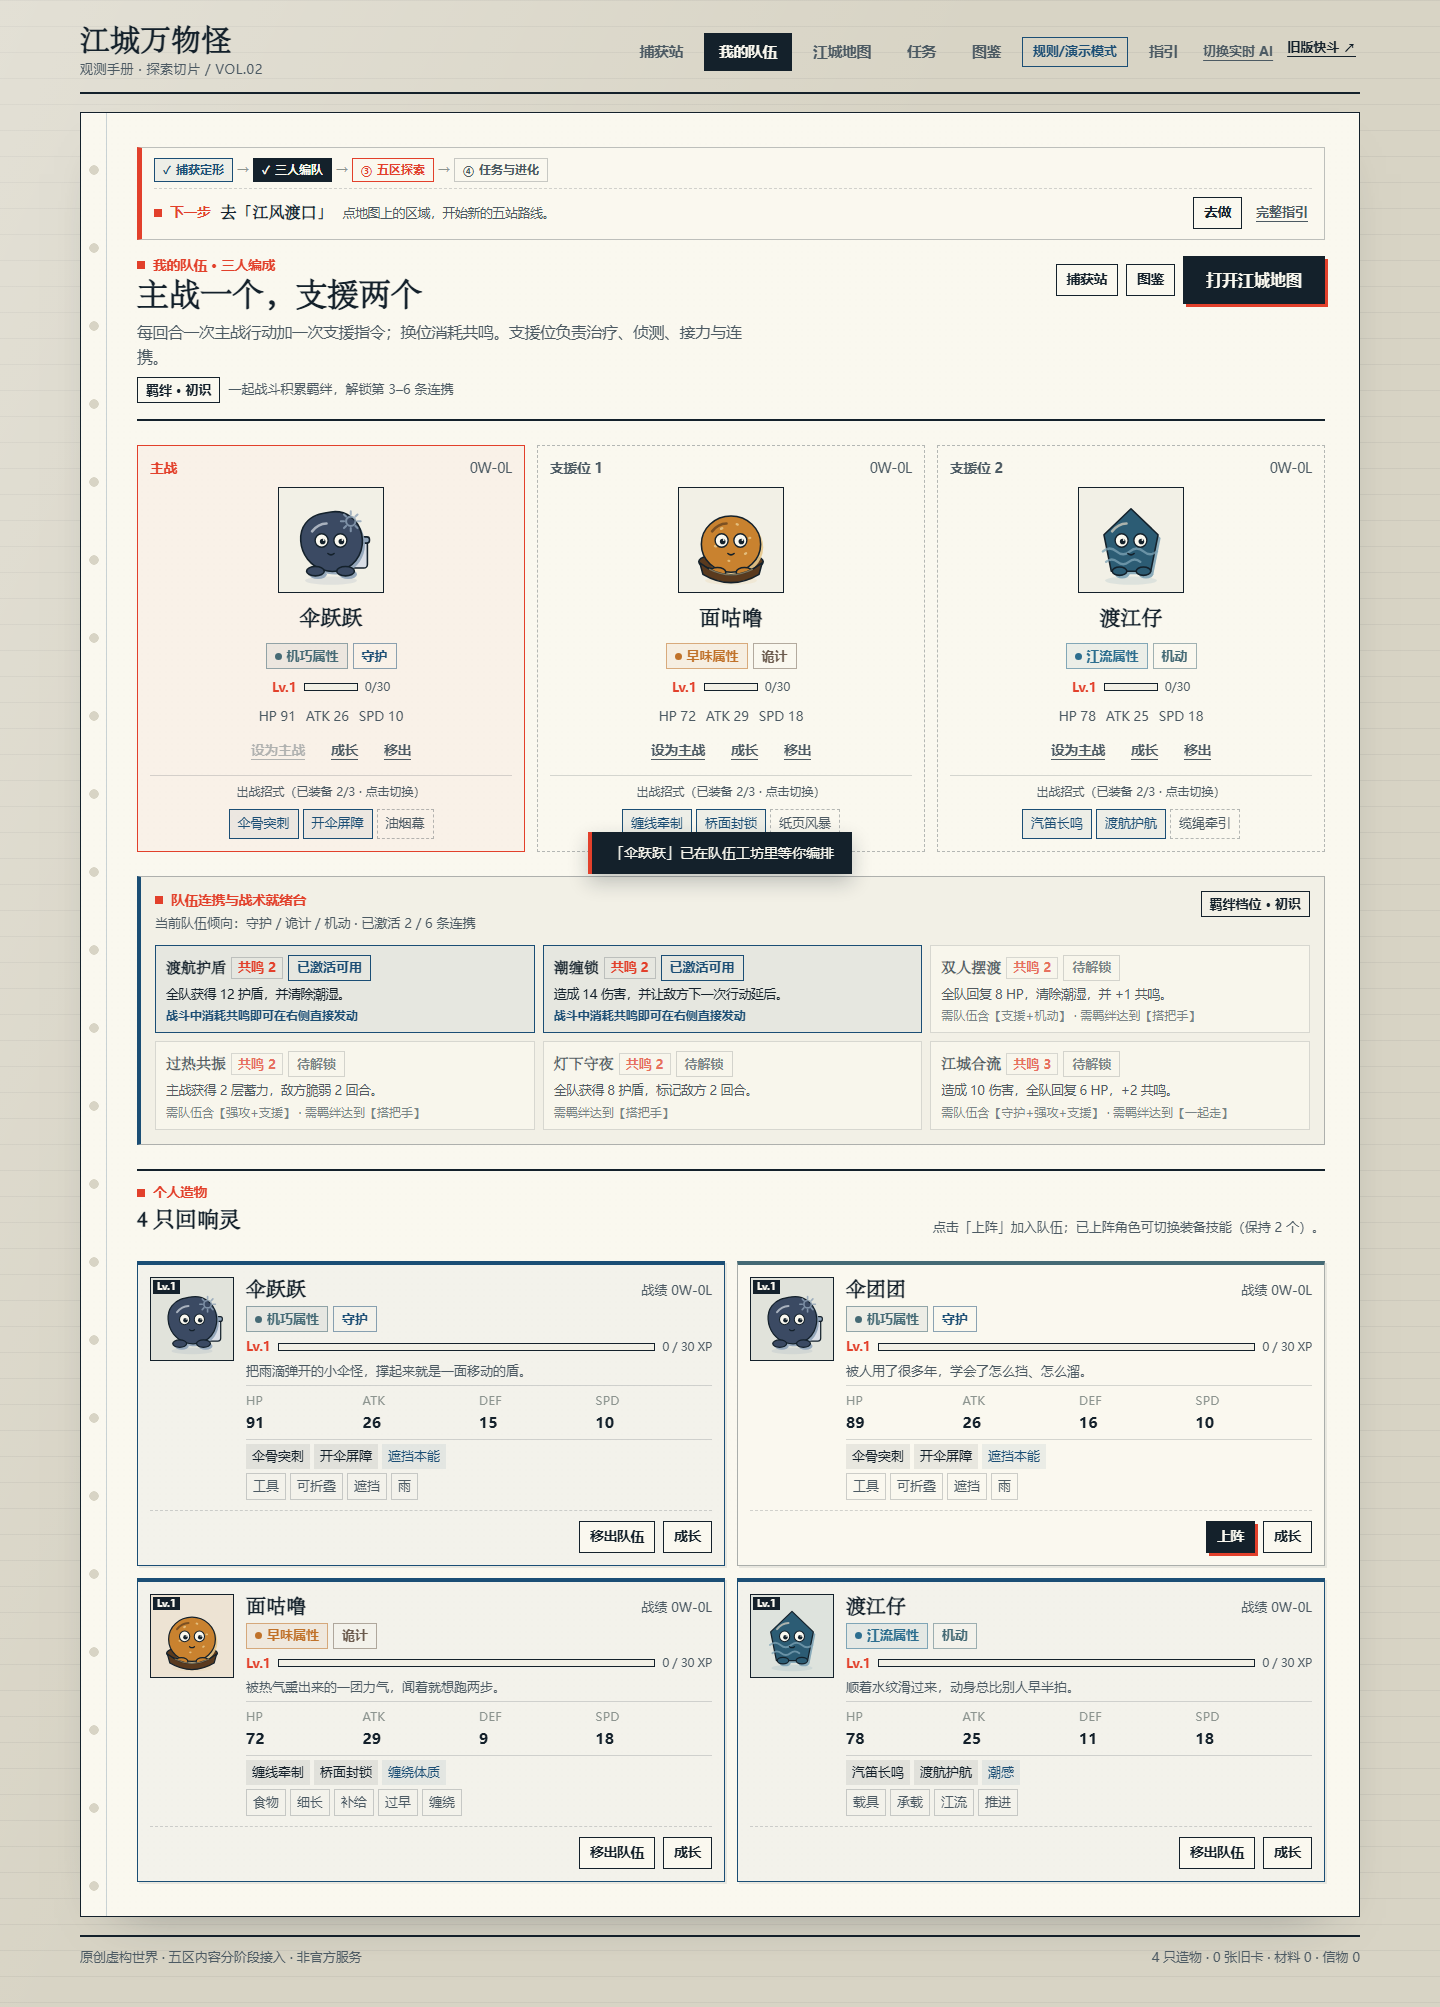 江城万物怪
观测手册 · 探索切片 / VOL.02
捕获站 我的队伍 江城地图 任务 图鉴 规则/演示模式 指引 切换实时 AI 旧版快斗 ↗
✓ 捕获定形 → ✓ 三人编队 → ③ 五区探索 → ④ 任务与进化
下一步 去「江风渡口」 点地图上的区域，开始新的五站路线。 去做 完整指引
我的队伍 · 三人编成
主战一个，支援两个
捕获站 图鉴 打开江城地图
每回合一次主战行动加一次支援指令；换位消耗共鸣。支援位负责治疗、侦测、接力与连
携。
羁绊 · 初识 一起战斗积累羁绊，解锁第 3–6 条连携
主战 0W-0L
伞跃跃
机巧属性 守护
Lv.1 0/30
HP 91 ATK 26 SPD 10
设为主战 成长 移出
出战招式（已装备 2/3 · 点击切换）
伞骨突刺 开伞屏障 油烟幕
支援位 1 0W-0L
面咕噜
早味属性 诡计
Lv.1 0/30
HP 72 ATK 29 SPD 18
设为主战 成长 移出
出战招式（已装备 2/3 · 点击切换）
缠线牵制 桥面封锁 纸页风暴
支援位 2 0W-0L
渡江仔
江流属性 机动
Lv.1 0/30
HP 78 ATK 25 SPD 18
设为主战 成长 移出
出战招式（已装备 2/3 · 点击切换）
汽笛长鸣 渡航护航 缆绳牵引
「伞跃跃」已在队伍工坊里等你编排
队伍连携与战术就绪台
当前队伍倾向：守护 / 诡计 / 机动 · 已激活 2 / 6 条连携
羁绊档位 · 初识
渡航护盾 共鸣 2 已激活可用
全队获得 12 护盾，并清除潮湿。
战斗中消耗共鸣即可在右侧直接发动
潮缠锁 共鸣 2 已激活可用
造成 14 伤害，并让敌方下一次行动延后。
战斗中消耗共鸣即可在右侧直接发动
双人摆渡 共鸣 2 待解锁
全队回复 8 HP，清除潮湿，并 +1 共鸣。
需队伍含【支援+机动】 · 需羁绊达到【搭把手】
过热共振 共鸣 2 待解锁
主战获得 2 层蓄力，敌方脆弱 2 回合。
需队伍含【强攻+支援】 · 需羁绊达到【搭把手】
灯下守夜 共鸣 2 待解锁
全队获得 8 护盾，标记敌方 2 回合。
需羁绊达到【搭把手】
江城合流 共鸣 3 待解锁
造成 10 伤害，全队回复 6 HP，+2 共鸣。
需队伍含【守护+强攻+支援】 · 需羁绊达到【一起走】
个人造物
4 只回响灵
点击「上阵」加入队伍；已上阵角色可切换装备技能（保持 2 个）。
Lv.1
伞跃跃 战绩 0W-0L
机巧属性 守护
Lv.1 0 / 30 XP
把雨滴弹开的小伞怪，撑起来就是一面移动的盾。
HP ATK DEF SPD
91 26 15 10
伞骨突刺 开伞屏障 遮挡本能
工具 可折叠 遮挡 雨
移出队伍 成长
Lv.1
伞团团 战绩 0W-0L
机巧属性 守护
Lv.1 0 / 30 XP
被人用了很多年，学会了怎么挡、怎么溜。
HP ATK DEF SPD
89 26 16 10
伞骨突刺 开伞屏障 遮挡本能
工具 可折叠 遮挡 雨
上阵 成长
Lv.1
面咕噜 战绩 0W-0L
早味属性 诡计
Lv.1 0 / 30 XP
被热气熏出来的一团力气，闻着就想跑两步。
HP ATK DEF SPD
72 29 9 18
缠线牵制 桥面封锁 缠绕体质
食物 细长 补给 过早 缠绕
移出队伍 成长
Lv.1
渡江仔 战绩 0W-0L
江流属性 机动
Lv.1 0 / 30 XP
顺着水纹滑过来，动身总比别人早半拍。
HP ATK DEF SPD
78 25 11 18
汽笛长鸣 渡航护航 潮感
载具 承载 江流 推进
移出队伍 成长
原创虚构世界 · 五区内容分阶段接入 · 非官方服务
4 只造物 · 0 张旧卡 · 材料 0 · 信物 0